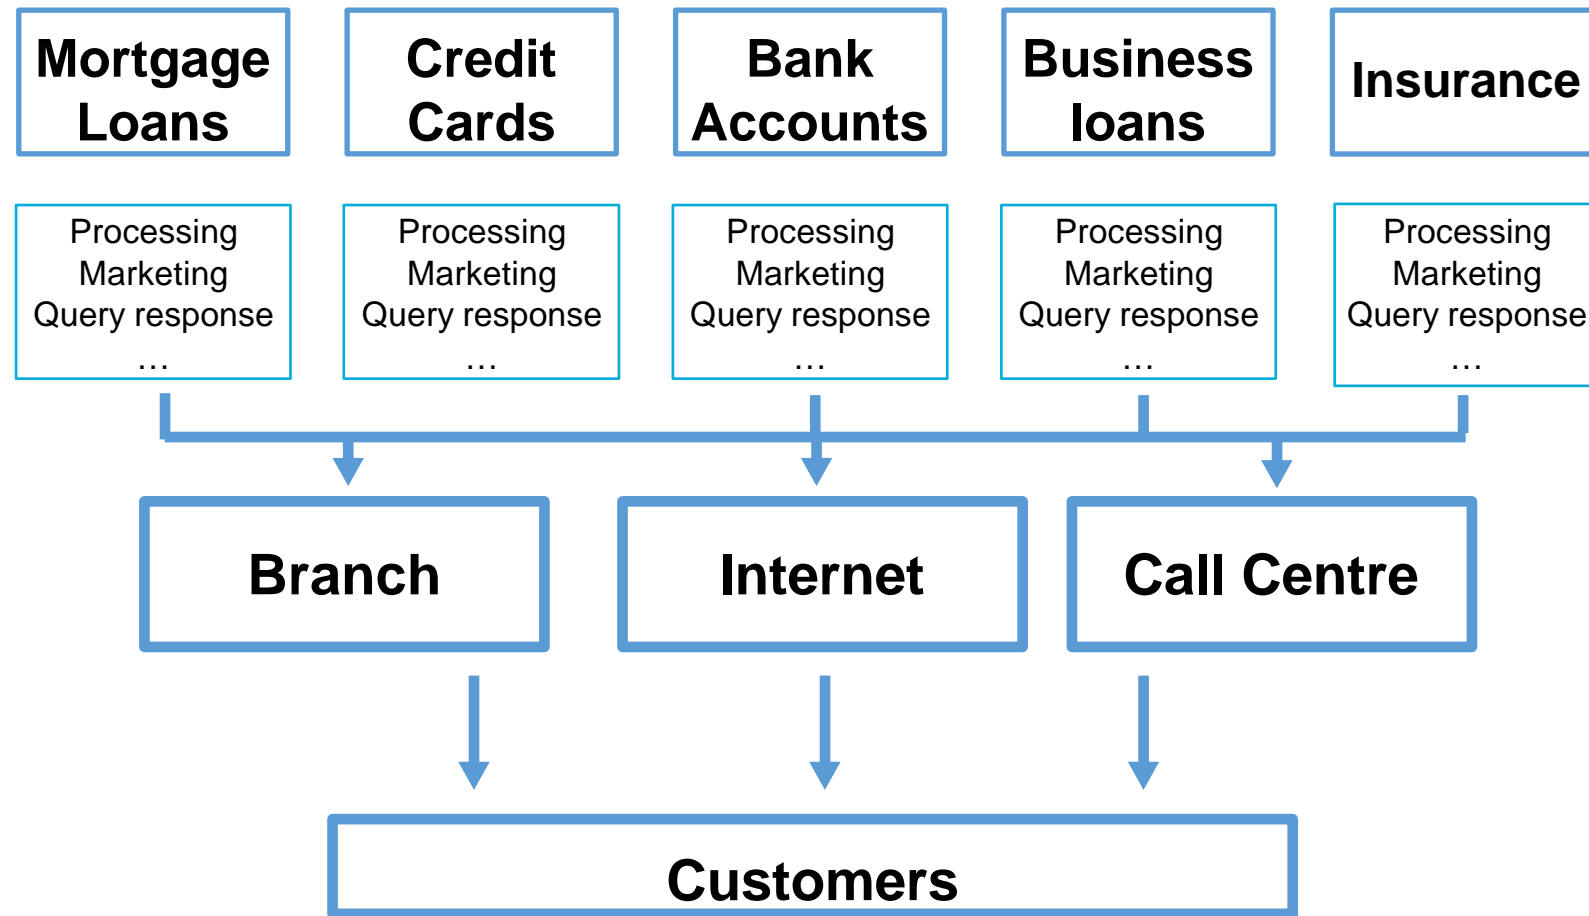 Mortgage
Loans
Credit
Cards
Bank
Accounts
Business
loans
Insurance
Processing
Marketing
Query response
…
Processing
Marketing
Query response
…
Processing
Marketing
Query response
…
Processing
Marketing
Query response
…
Processing
Marketing
Query response
…
Branch
Internet
Call Centre
Customers